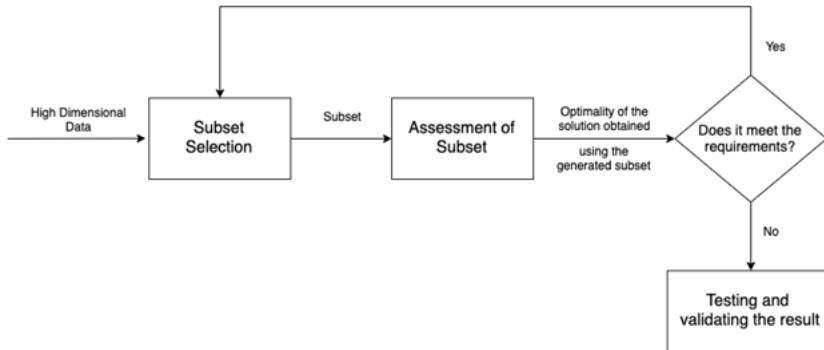 Yes
High Dimensional
Data
Subset
Selection
Subset
Assessment of
Subset
Optimality of the
solution obtained
using the
generated subset
Does it meet the
requirements?
No
Testing and
validating the result